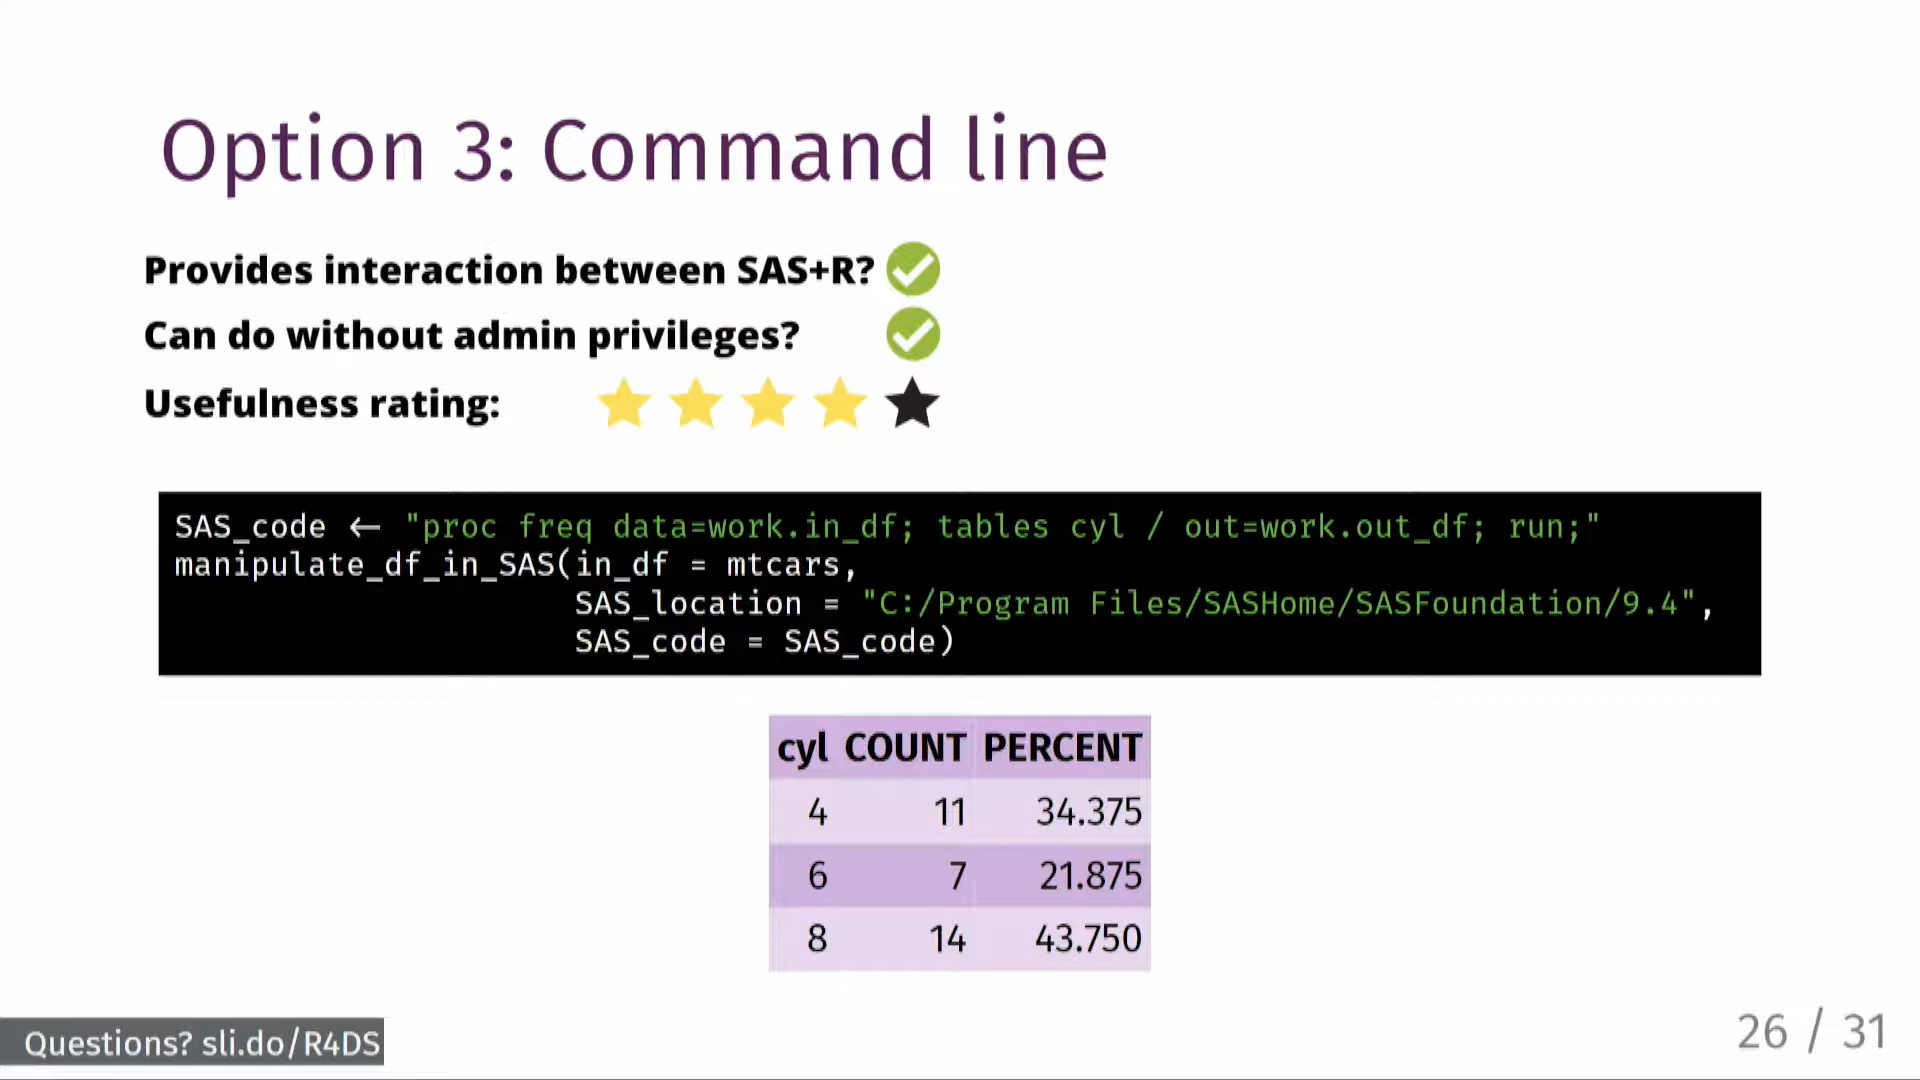 Option 3: Command line
Provides interaction between SAS+R?
Can do without admin privileges?
Usefulness rating:
SAS_code <- "proc freq data=work.in_df; tables cyl / out=work.out_df; run;"
manipulate_df_in_SAS(in_df = mtcars,
SAS_location = "C:/Program Files/SASHome/SASFoundation/9.4",
SAS_code = SAS_code)
cyl COUNT PERCENT
4 11 34.375
6 7 21.875
8 14 43.750
Questions? sli.do/R4DS
26 / 31